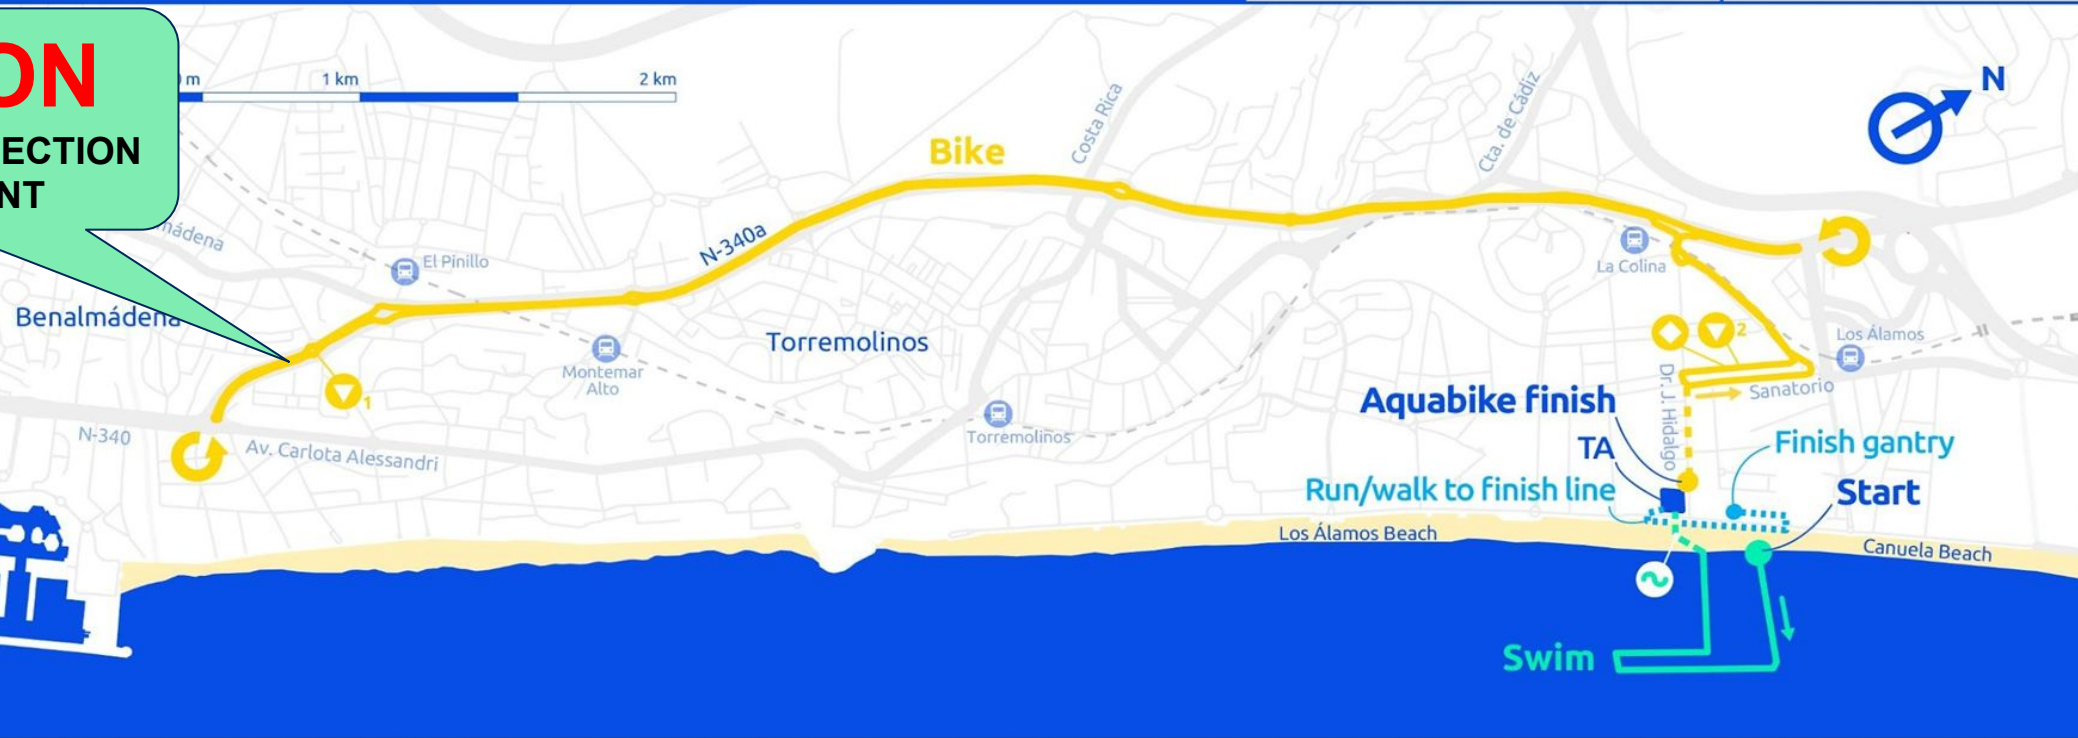 ON
ECTION
NT
m
1 km
2 km
N
Costa Rica
Cta. de Cádiz
Bike
mádena
El Pinillo
N-340a
La Colina
Benalmádena
Torremolinos
Montemar
Alto
1
2
Los Álamos
Sanatorio
Dr. J. Hidalgo
Aquabike finish
TA
Run/walk to finish line
Finish gantry
Start
N-340
Av. Carlota Alessandri
Torremolinos
Los Álamos Beach
Canuela Beach
Swim